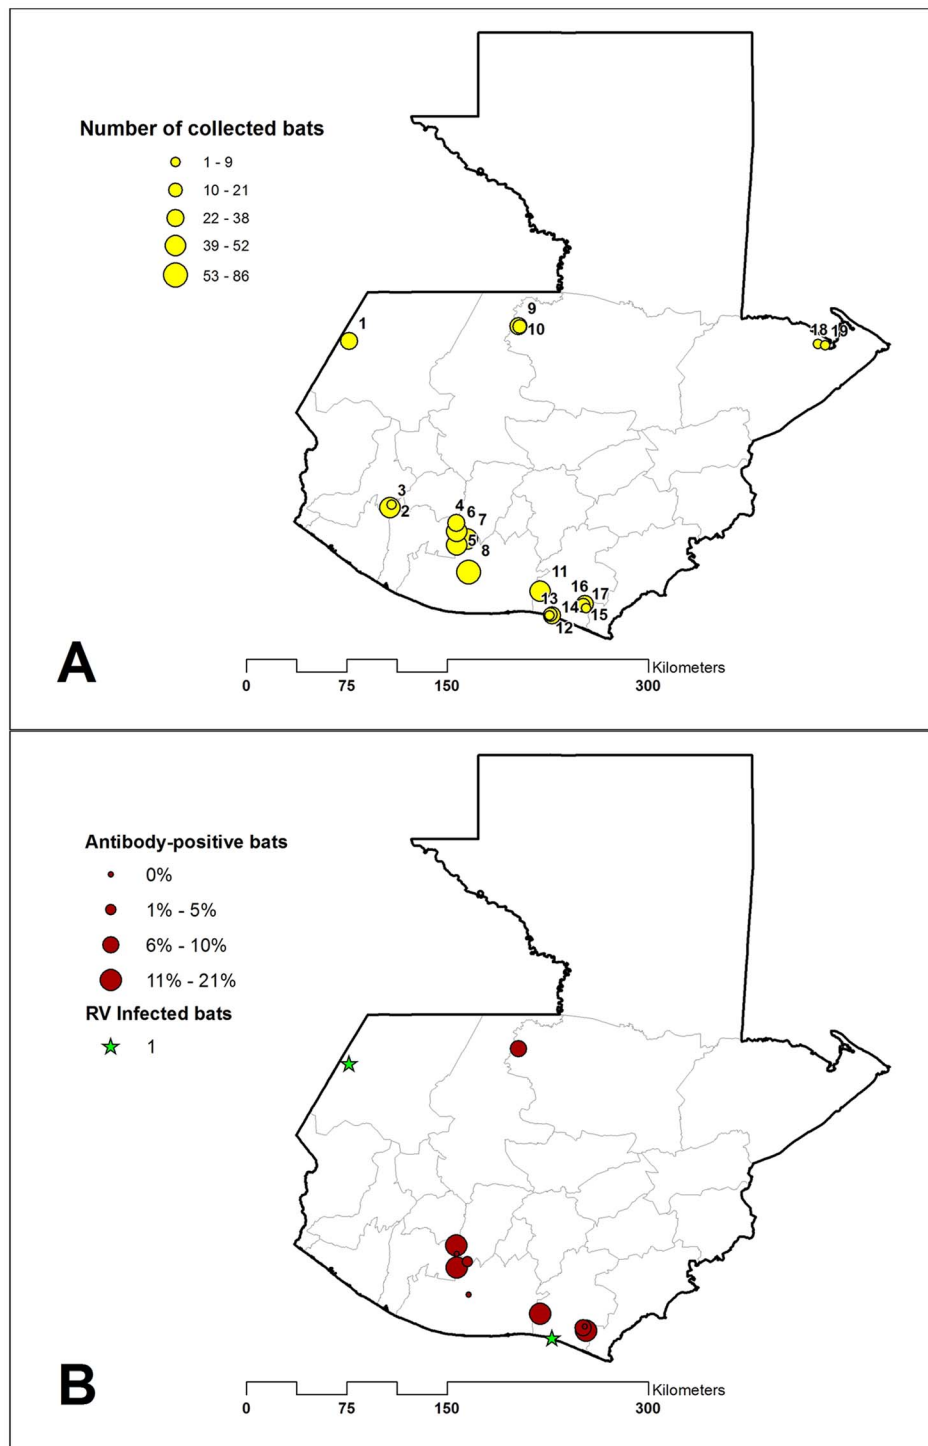 Number of collected bats
1 - 9
10 - 21
22 - 38
39 - 52
53 - 86
1
9
10
18
19
3
2
4
6
7
5
8
11
13
16
17
14
15
12
A
Kilometers
0 75 150 300
Antibody-positive bats
0%
1% - 5%
6% - 10%
11% - 21%
RV Infected bats
1
B
Kilometers
0 75 150 300